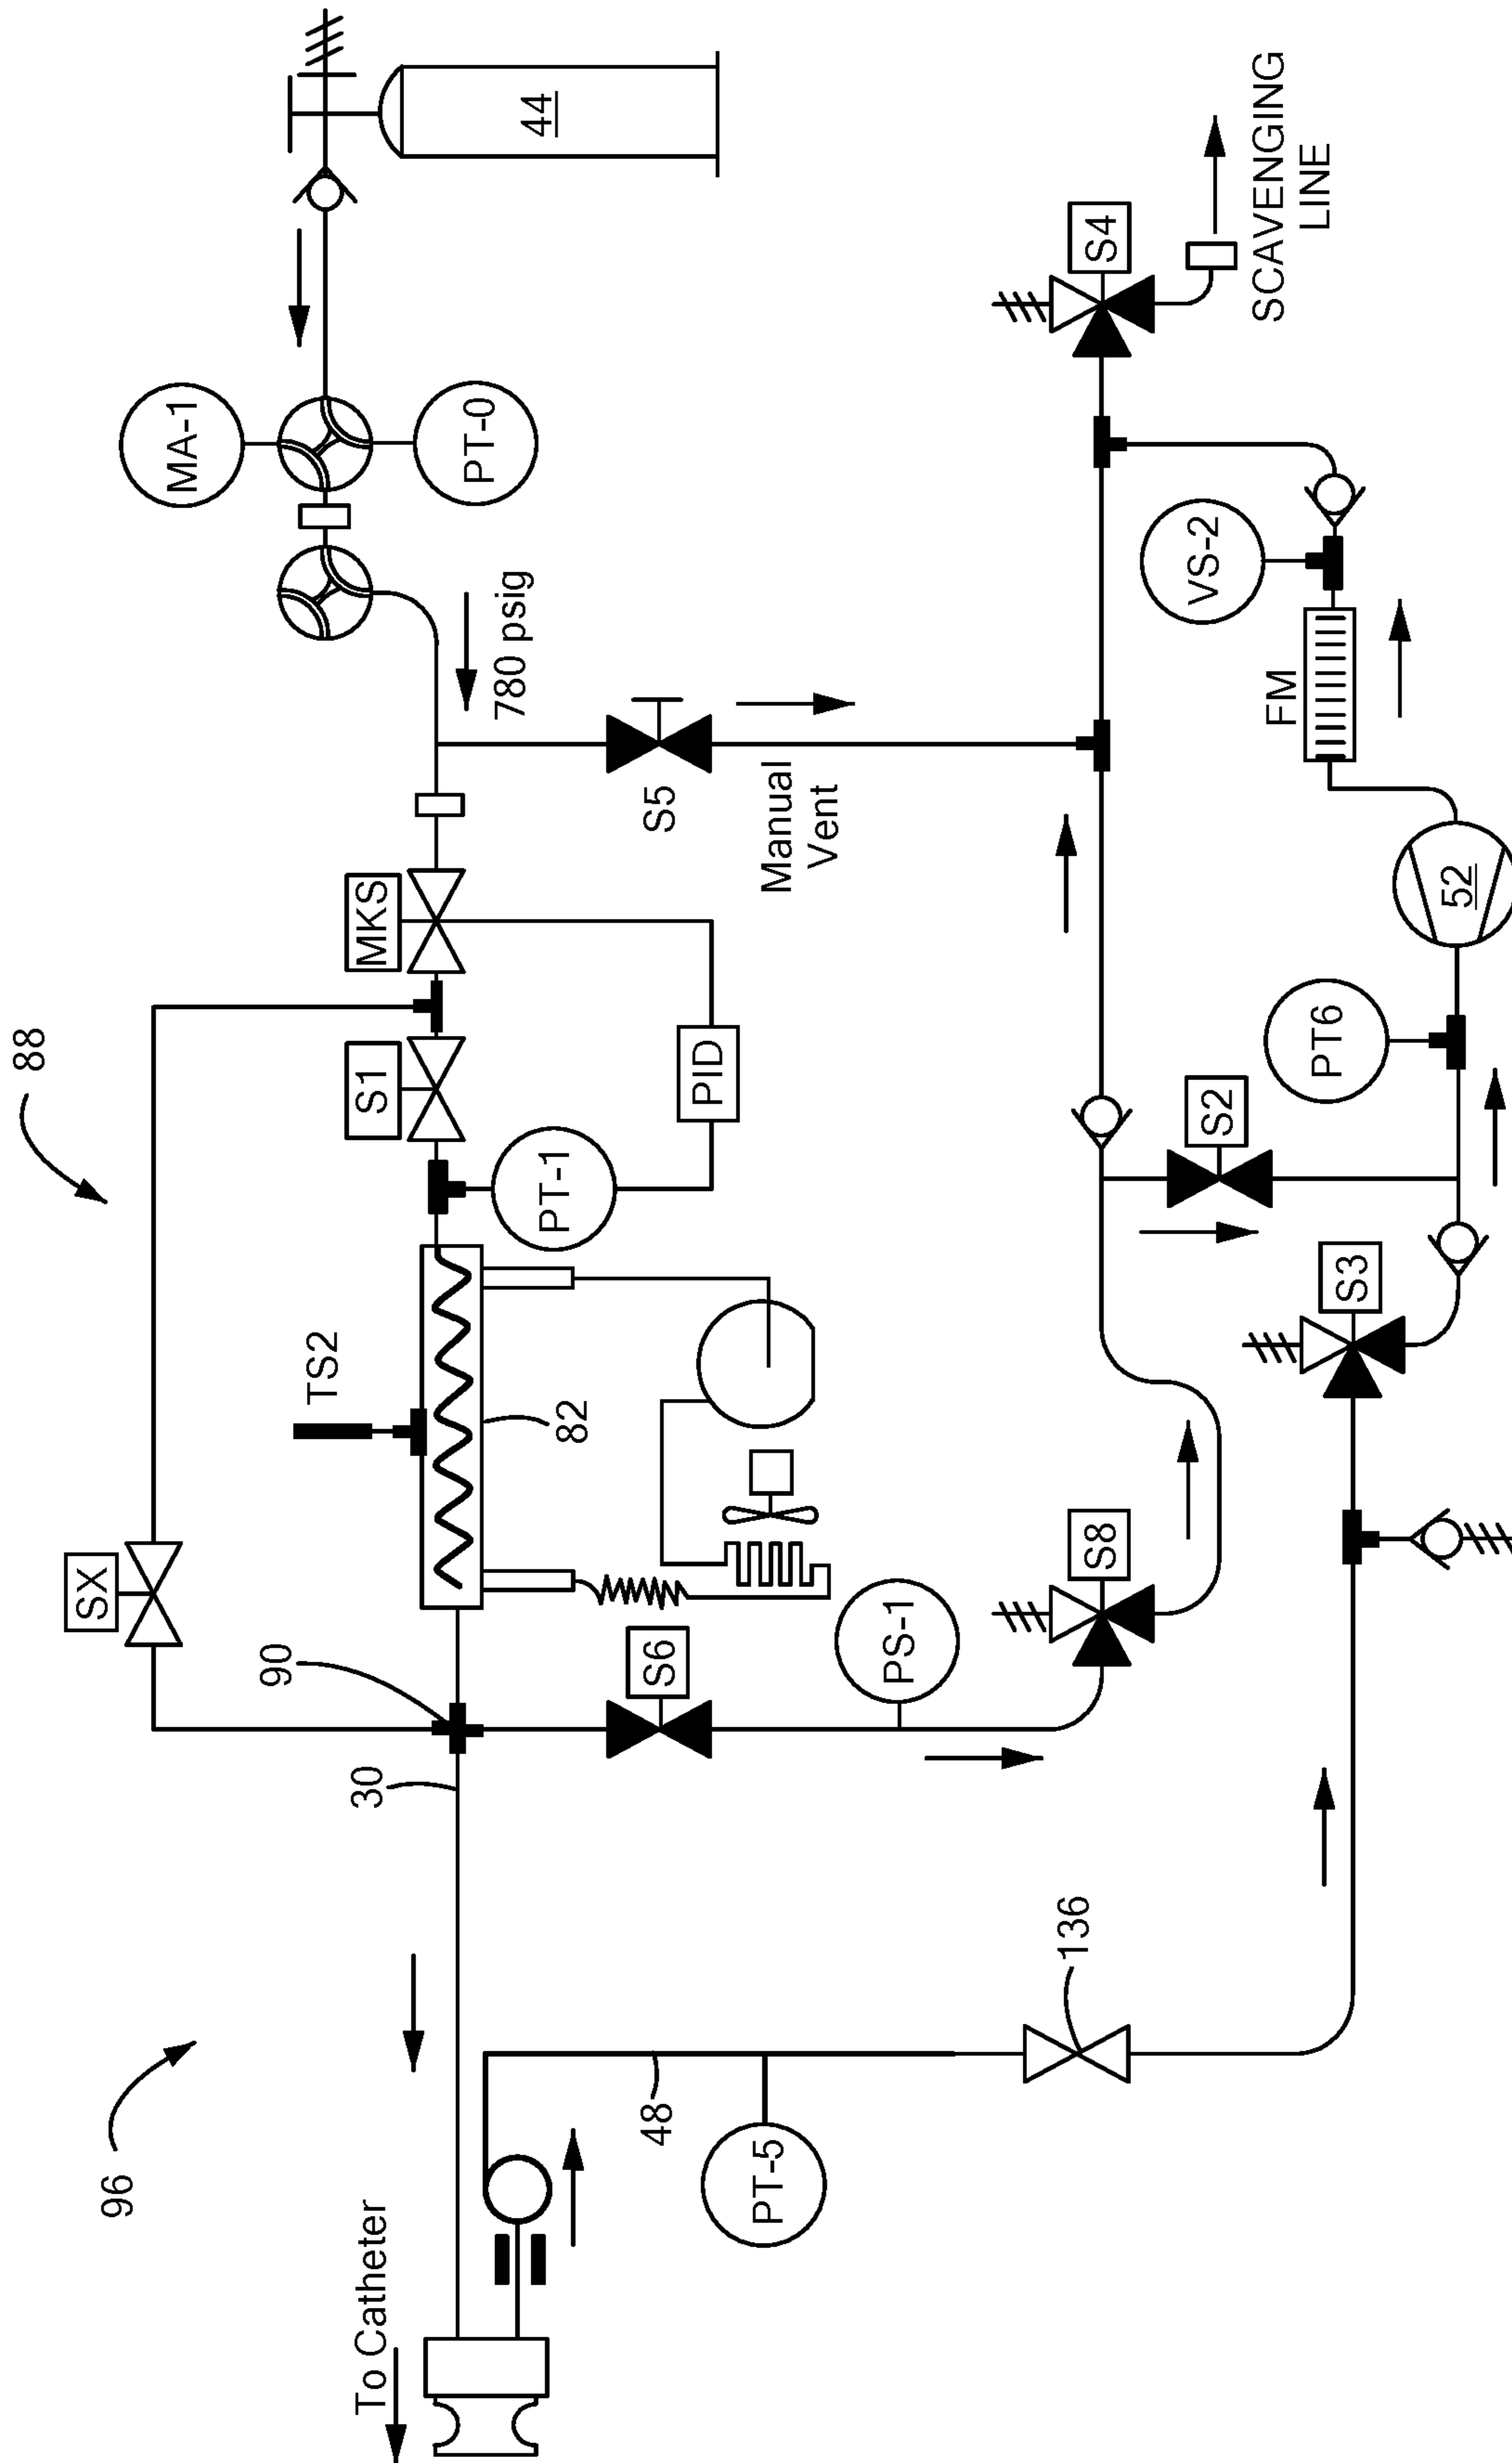 88
96
SX
TS2
90
30
82
S1
MKS
PT-1
PID
MA-1
PT-0
44
780 psig
S5
Manual
Vent
To Catheter
S6
PS-1
S8
48
PT-5
136
S2
S3
PT6
52
FM
VS-2
S4
SCAVENGING
LINE